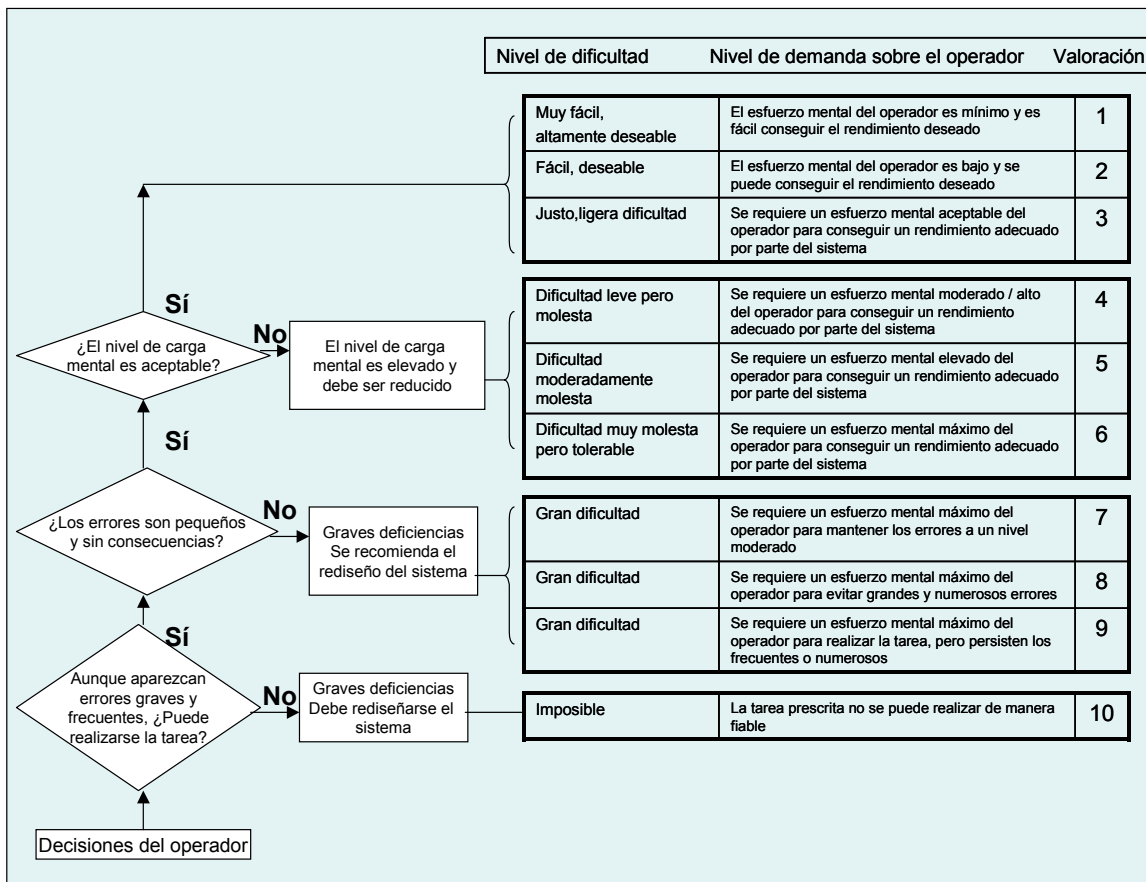 Nivel de dificultad Nivel de demanda sobre el operador Valoración
Muy fácil,
altamente deseable
El esfuerzo mental del operador es mínimo y es
fácil conseguir el rendimiento deseado
1
Fácil, deseable
El esfuerzo mental del operador es bajo y se
puede conseguir el rendimiento deseado
2
Justo,ligera dificultad
Se requiere un esfuerzo mental aceptable del
operador para conseguir un rendimiento adecuado
por parte del sistema
3
Sí
¿El nivel de carga
mental es aceptable?
No
El nivel de carga
mental es elevado y
debe ser reducido
Dificultad leve pero
molesta
Se requiere un esfuerzo mental moderado / alto
del operador para conseguir un rendimiento
adecuado por parte del sistema
4
Dificultad
moderadamente
molesta
Se requiere un esfuerzo mental elevado del
operador para conseguir un rendimiento adecuado
por parte del sistema
5
Dificultad muy molesta
pero tolerable
Se requiere un esfuerzo mental máximo del
operador para conseguir un rendimiento adecuado
por parte del sistema
6
Sí
¿Los errores son pequeños
y sin consecuencias?
No
Graves deficiencias
Se recomienda el
rediseño del sistema
Gran dificultad
Se requiere un esfuerzo mental máximo del
operador para mantener los errores a un nivel
moderado
7
Gran dificultad
Se requiere un esfuerzo mental máximo del
operador para evitar grandes y numerosos errores
8
Gran dificultad
Se requiere un esfuerzo mental máximo del
operador para realizar la tarea, pero persisten los
frecuentes o numerosos
9
Sí
Aunque aparezcan
errores graves y
frecuentes, ¿Puede
realizarse la tarea?
No
Graves deficiencias
Debe rediseñarse el
sistema
Imposible
La tarea prescrita no se puede realizar de manera
fiable
10
Decisiones del operador